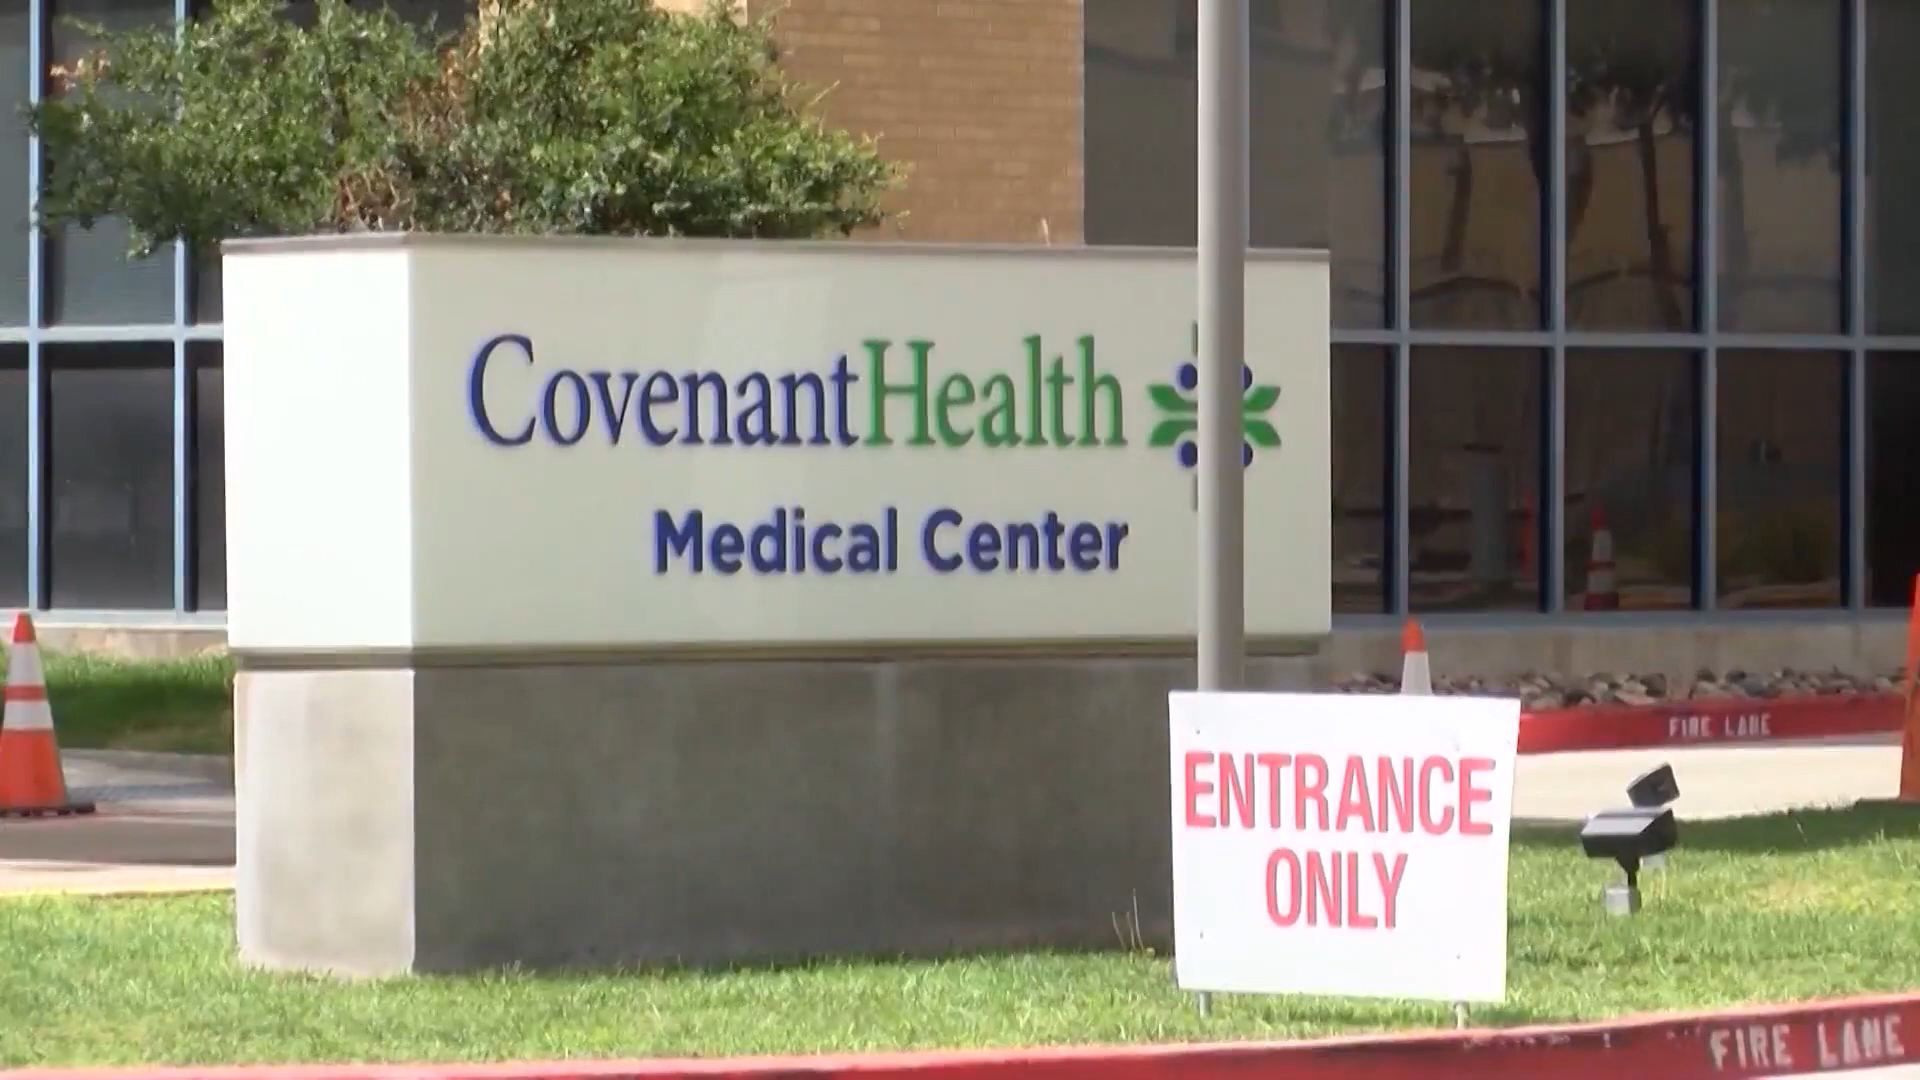 CovenantHealth
Medical Center
ENTRANCE
ONLY
FIRE LANE
FIRE LANE